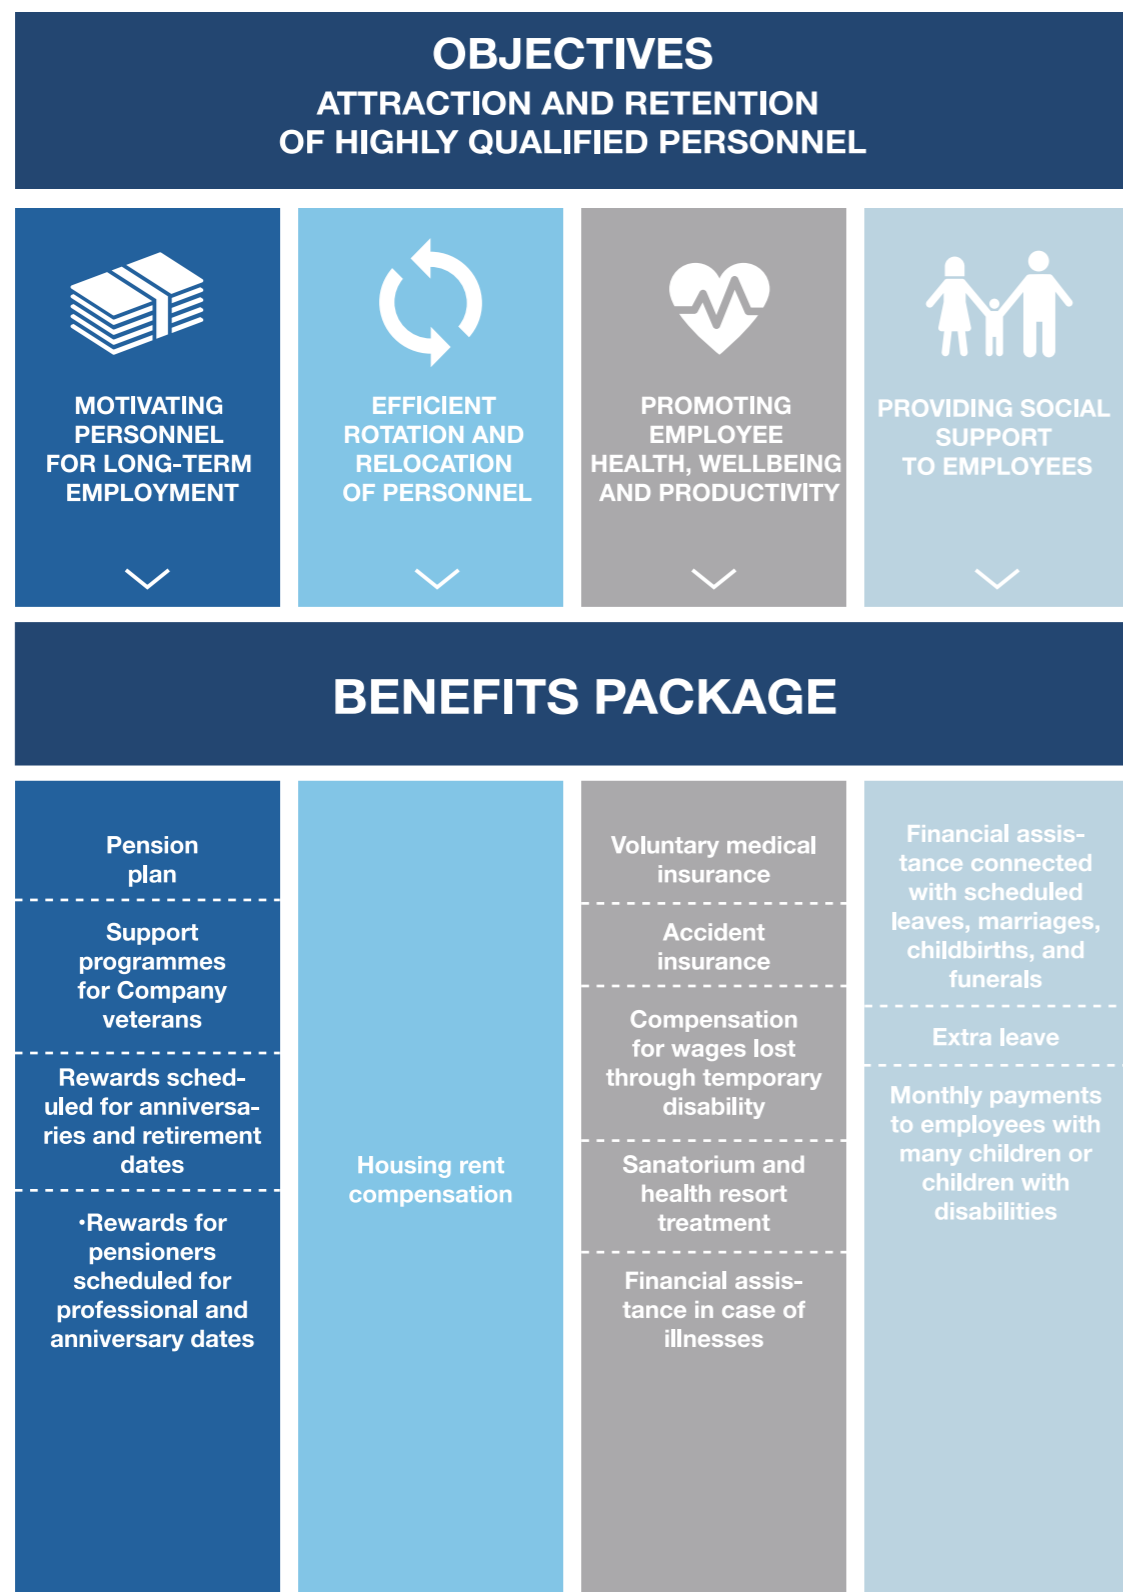 OBJECTIVES
ATTRACTION AND RETENTION
OF HIGHLY QUALIFIED PERSONNEL
MOTIVATING
PERSONNEL
FOR LONG-TERM
EMPLOYMENT
EFFICIENT
ROTATION AND
RELOCATION
OF PERSONNEL
PROMOTING
EMPLOYEE
HEALTH, WELLBEING
AND PRODUCTIVITY
PROVIDING SOCIAL
SUPPORT
TO EMPLOYEES
BENEFITS PACKAGE
Pension
plan
Support
programmes
for Company
veterans
Rewards sched-
uled for anniversa-
ries and retirement
dates
•Rewards for
pensioners
scheduled for
professional and
anniversary dates
Housing rent
compensation
Voluntary medical
insurance
Accident
insurance
Compensation
for wages lost
through temporary
disability
Sanatorium and
health resort
treatment
Financial assis-
tance in case of
illnesses
Financial assis-
tance connected
with scheduled
leaves, marriages,
childbirths, and
funerals
Extra leave
Monthly payments
to employees with
many children or
children with
disabilities